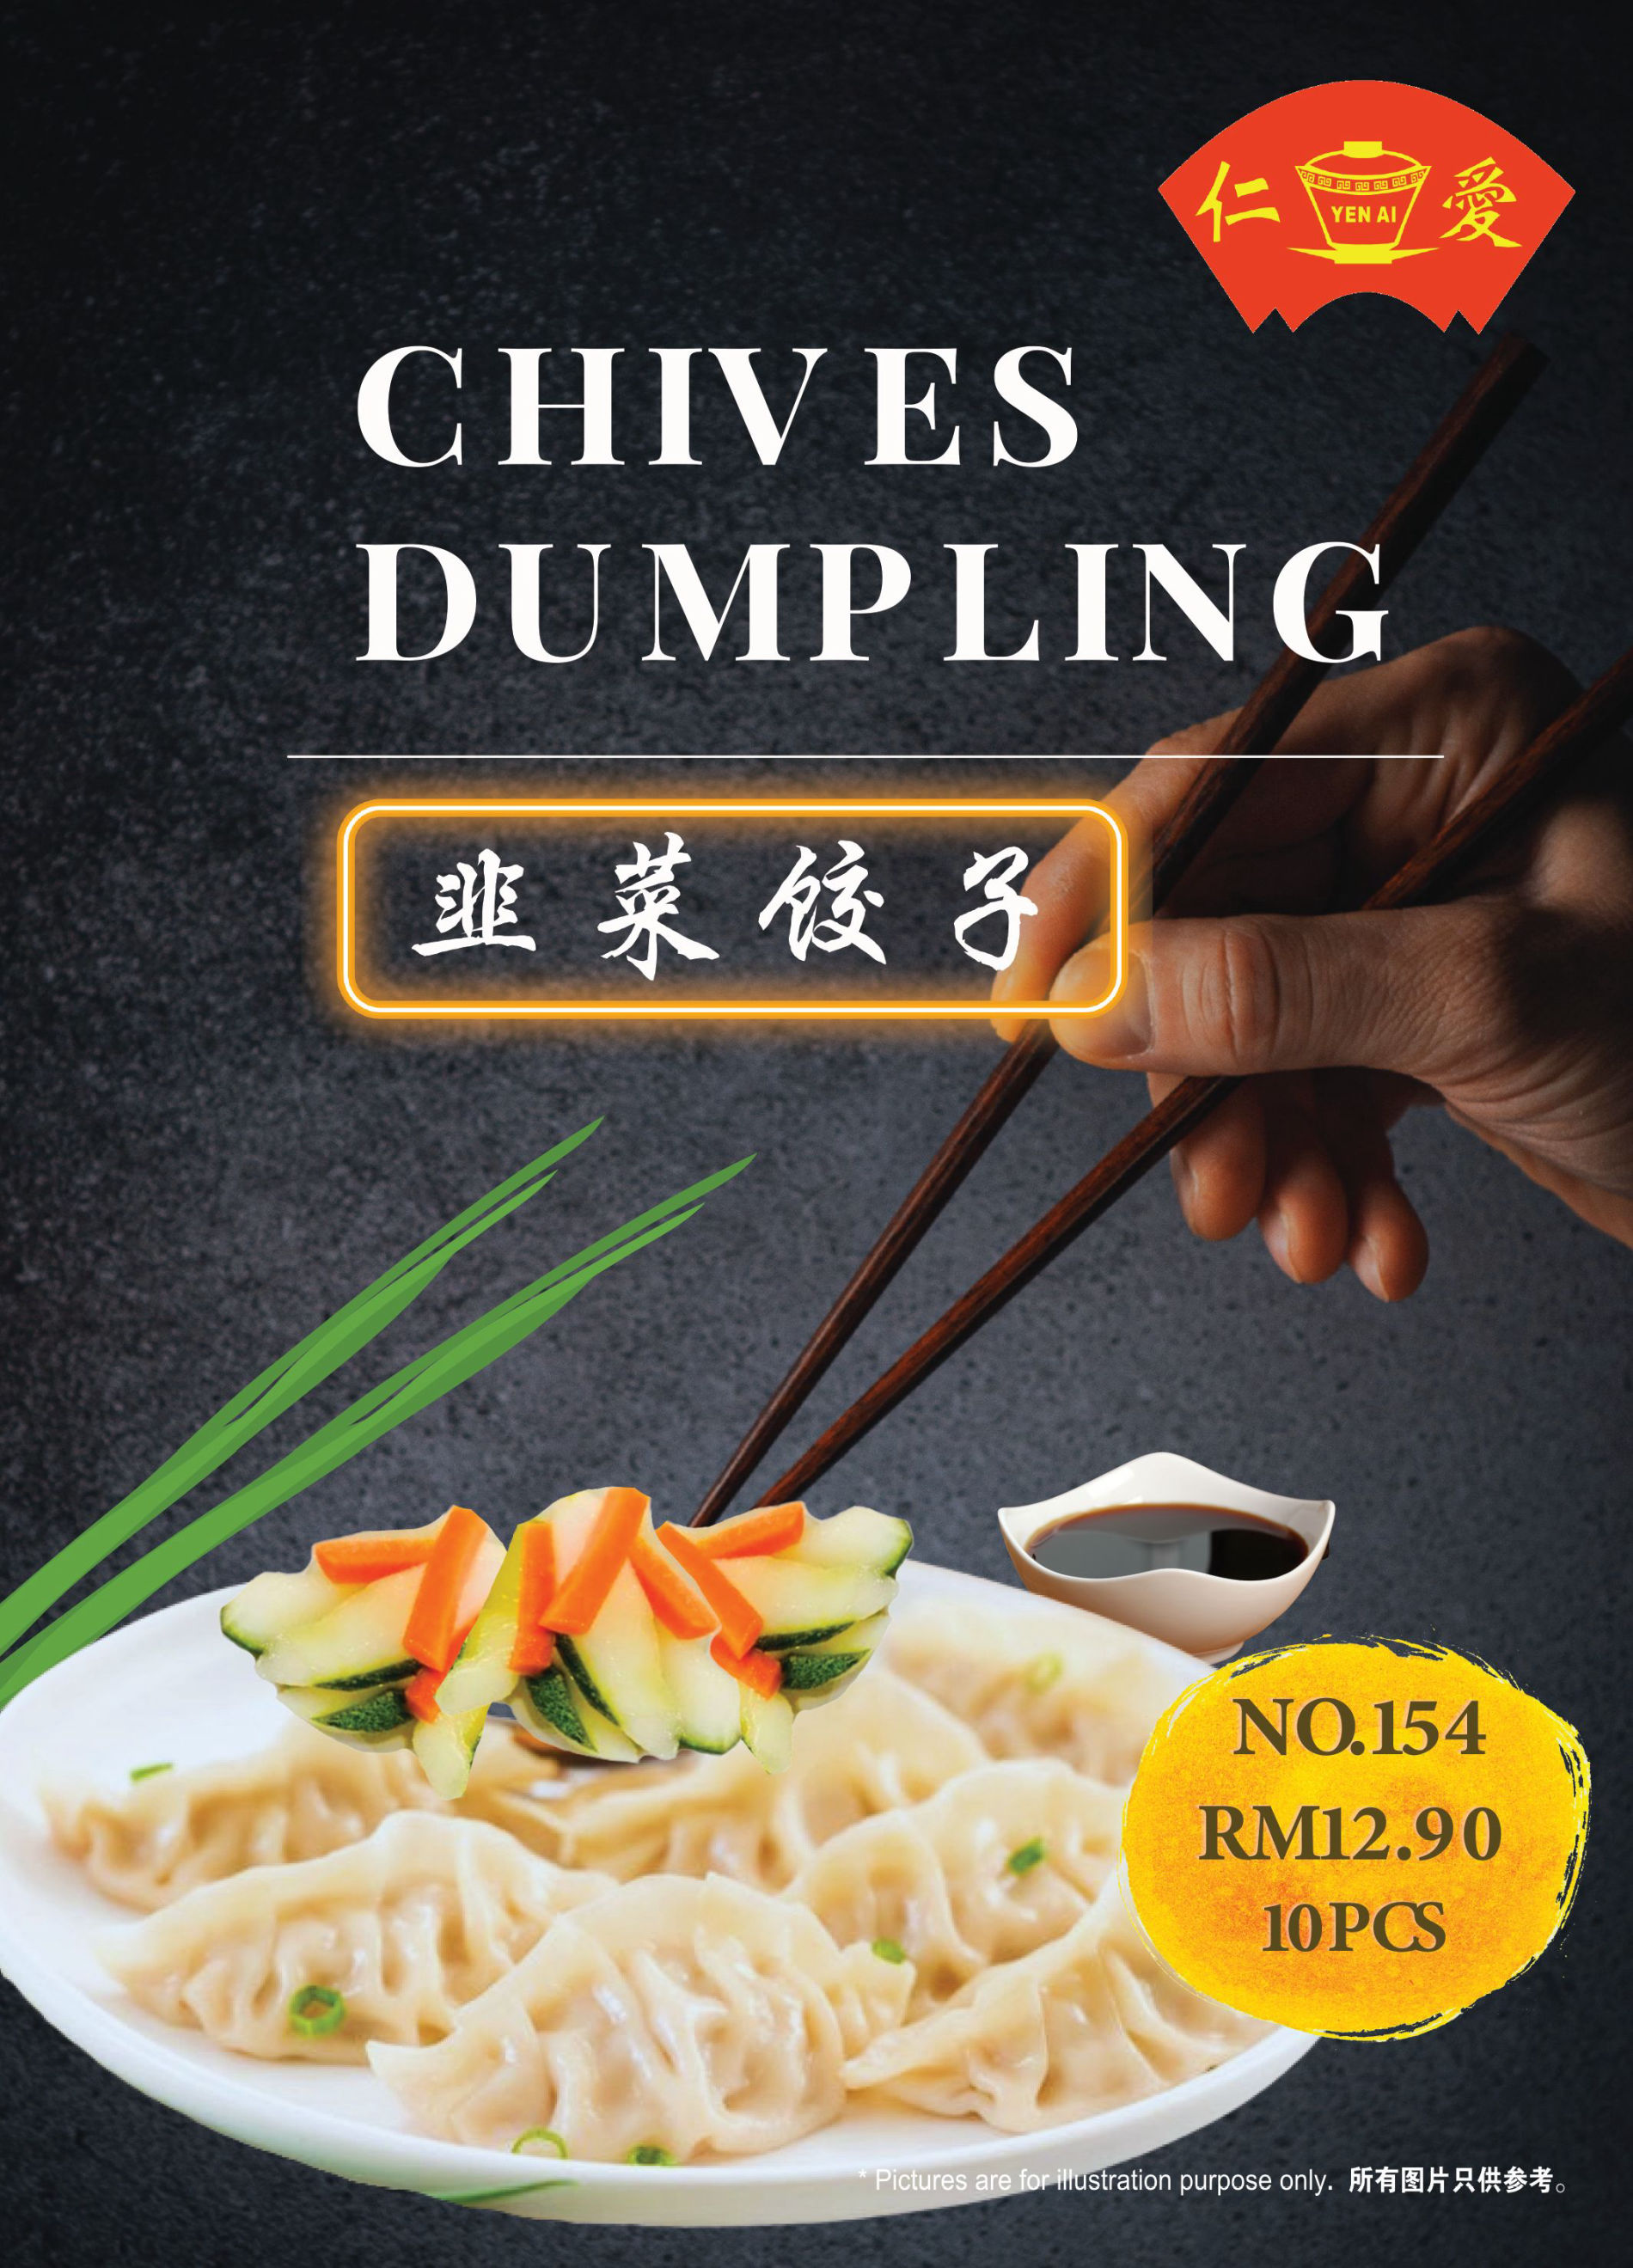 仁 YEN AI 愛
CHIVES
DUMPLING
韭菜饺子
NO.154
RM12.90
10PCS
* Pictures are for illustration purpose only. 所有图片只供参考。